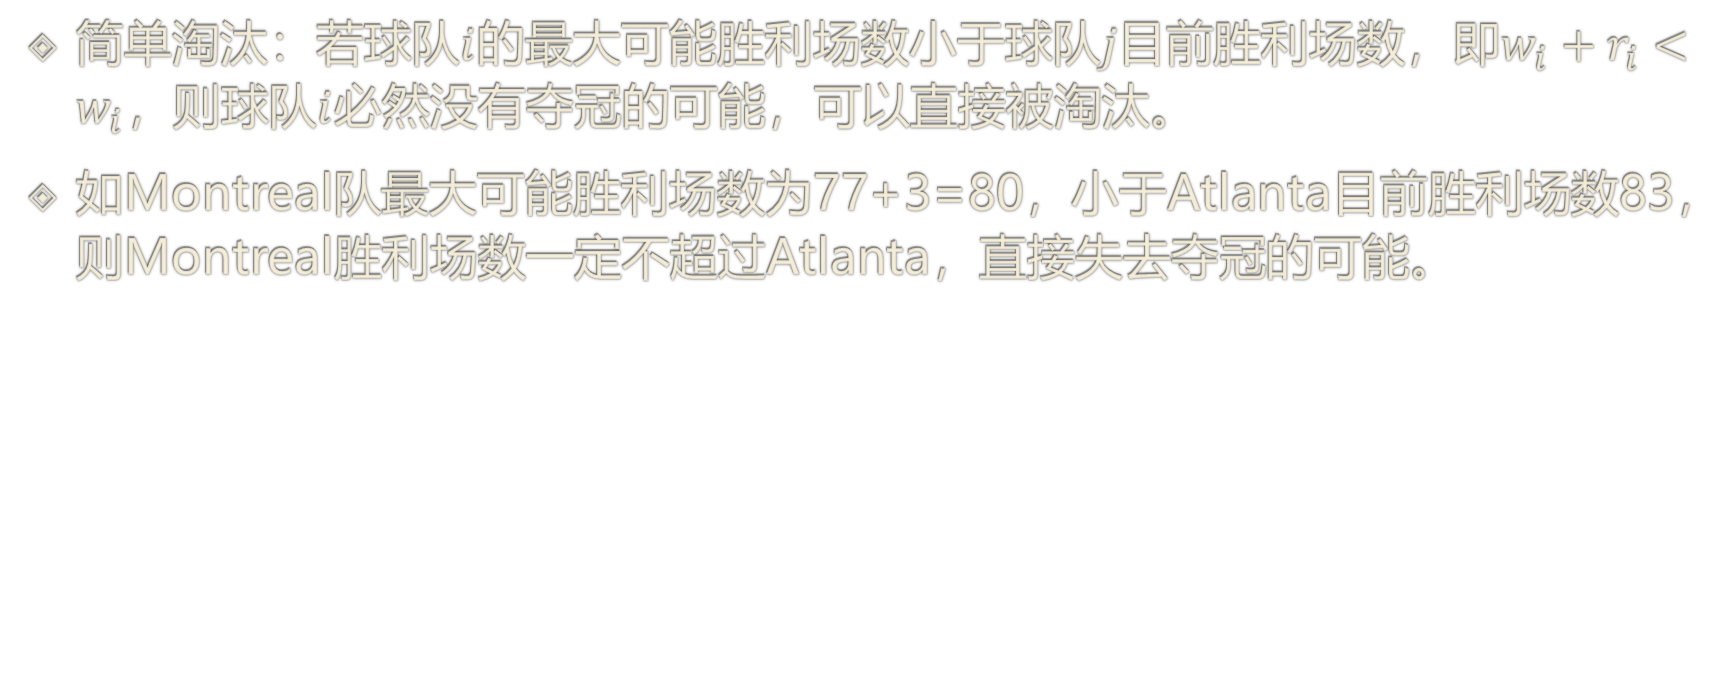 简单淘汰：若球队i的最大可能胜利场数小于球队j目前胜利场数，即wᵢ + rᵢ <
wᵢ，则球队i必然没有夺冠的可能，可以直接被淘汰。
如Montreal队最大可能胜利场数为77+3=80，小于Atlanta目前胜利场数83，
则Montreal胜利场数一定不超过Atlanta，直接失去夺冠的可能。